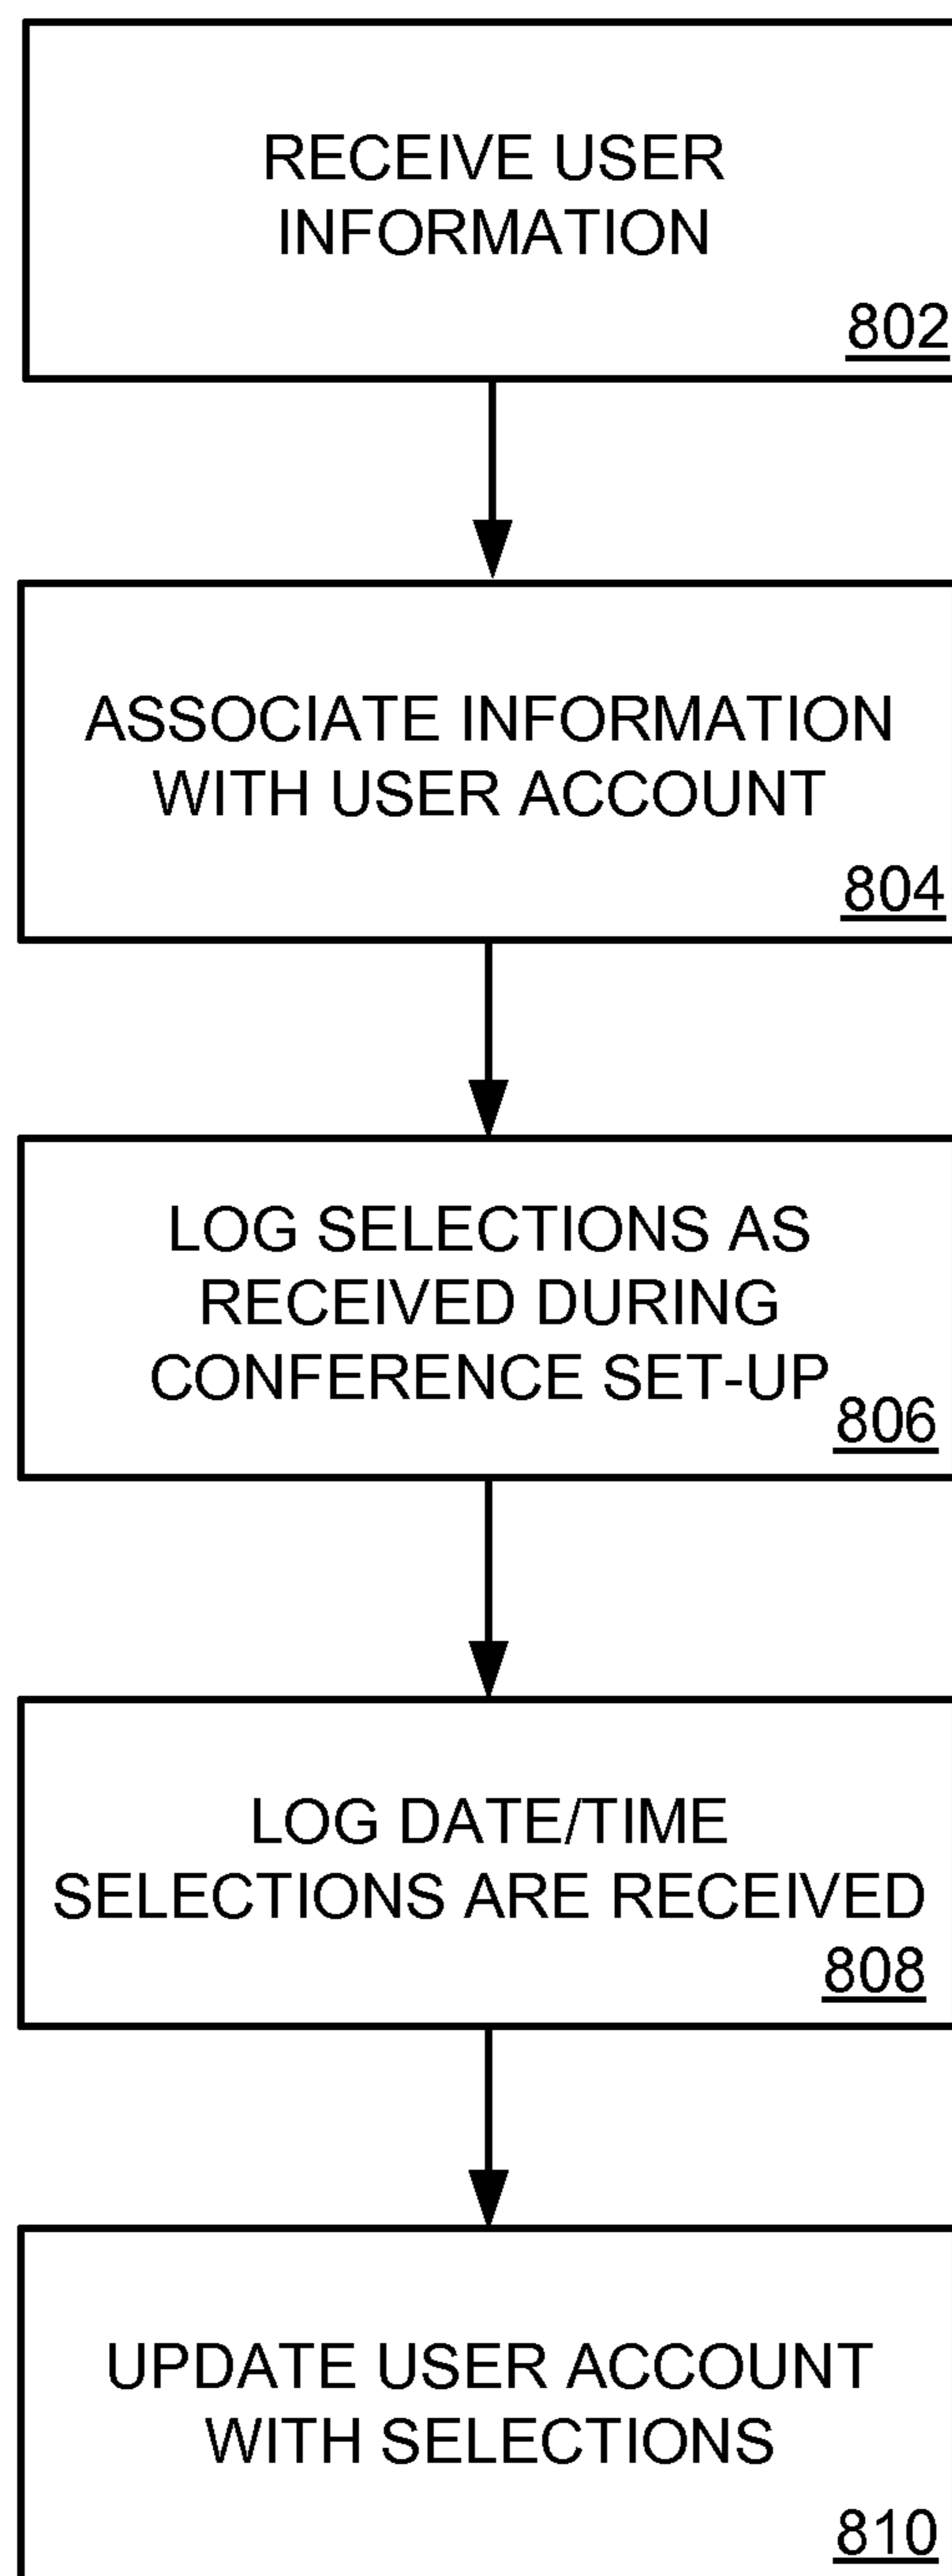 RECEIVE USER
INFORMATION
802
ASSOCIATE INFORMATION
WITH USER ACCOUNT
804
LOG SELECTIONS AS
RECEIVED DURING
CONFERENCE SET-UP
806
LOG DATE/TIME
SELECTIONS ARE RECEIVED
808
UPDATE USER ACCOUNT
WITH SELECTIONS
810